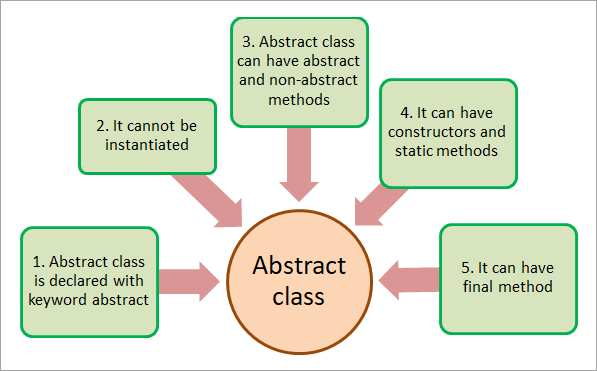 1. Abstract class
is declared with
keyword abstract
2. It cannot be
instantiated
3. Abstract class
can have abstract
and non-abstract
methods
4. It can have
constructors and
static methods
5. It can have
final method
Abstract
class